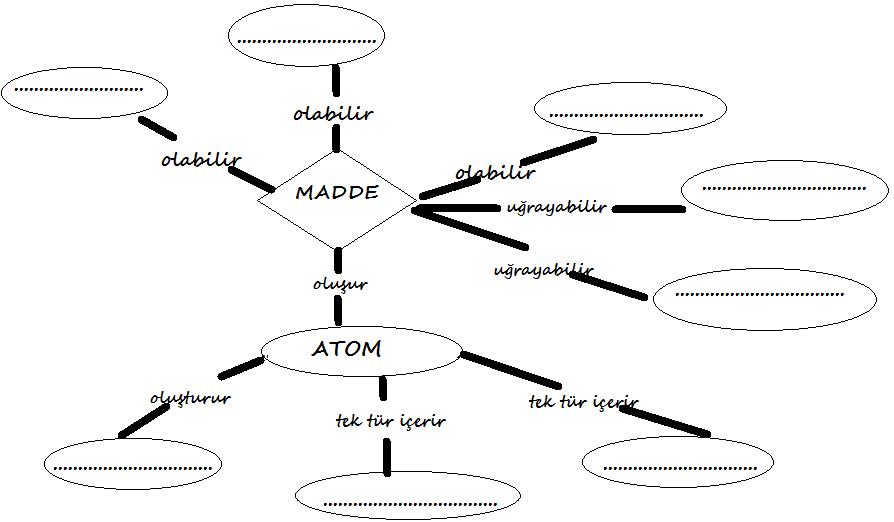 ............................
..........................
olabilir
...............................
olabilir
olabilir
.................................
MADDE
uğrayabilir
uğrayabilir
..................................
oluşur
ATOM
oluşturur
tek tür içerir
tek tür içerir
................................
...............................
...................................